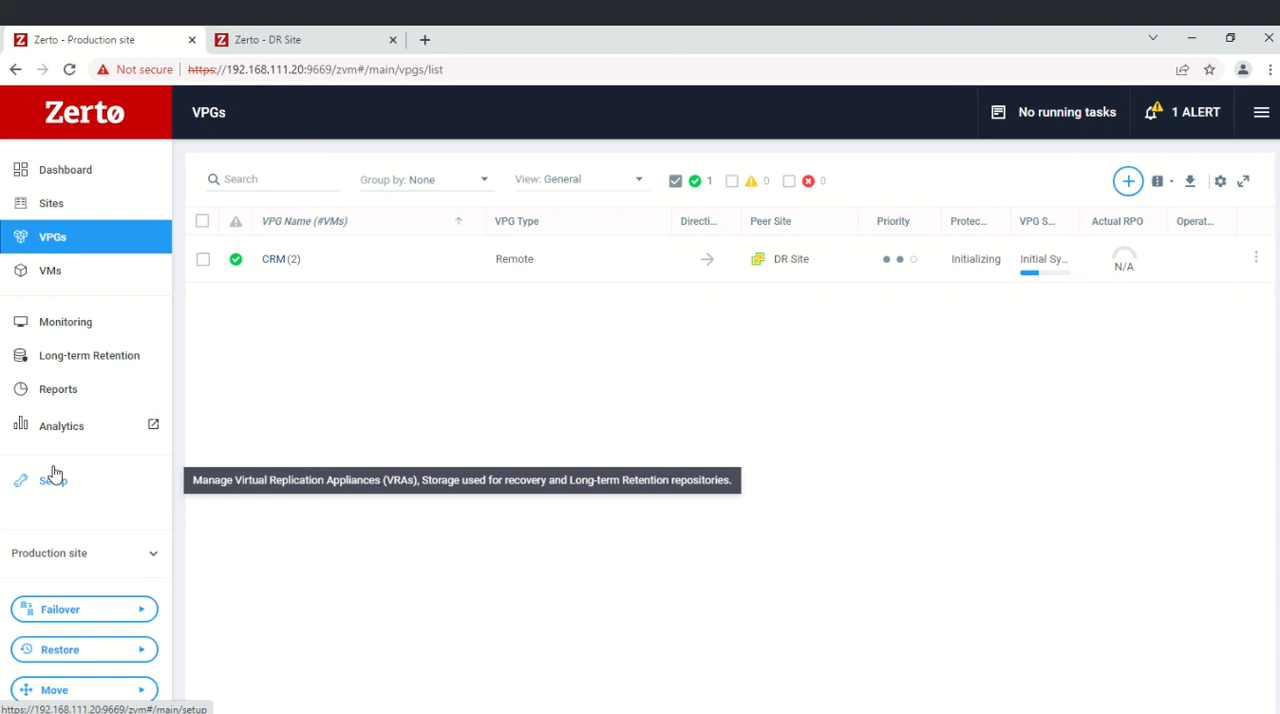 Zerto - Production site
Zerto - DR Site
Not secure
https://192.168.111.20:9669/zvm#/main/vpgs/list
Zerto
VPGs
No running tasks
1 ALERT
Dashboard
Sites
VPGs
VMs
Monitoring
Long-term Retention
Reports
Analytics
Production site
Failover
Restore
Move
Search
Group by: None
View: General
1
0
0
VPG Name (#VMs)
VPG Type
Directi...
Peer Site
Priority
Protec...
VPG S...
Actual RPO
Operat...
CRM (2)
Remote
DR Site
Initializing
Initial Sy...
N/A
Manage Virtual Replication Appliances (VRAs), Storage used for recovery and Long-term Retention repositories.
https://192.168.111.20:9669/zvm#/main/setup